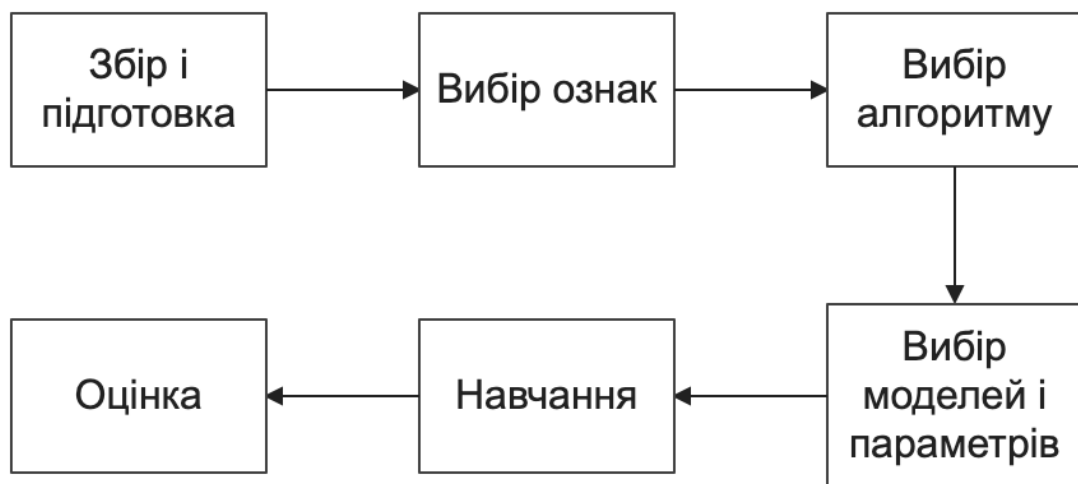 Збір і
підготовка
Вибір ознак
Вибір
алгоритму
Вибір
моделей і
параметрів
Навчання
Оцінка